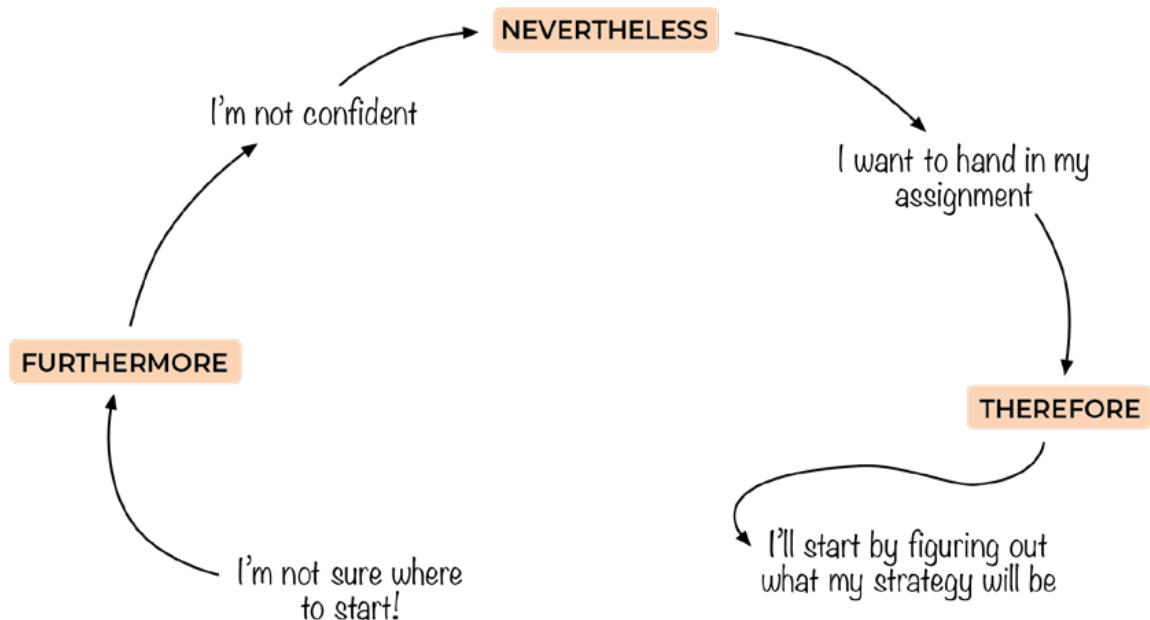 NEVERTHELESS
I'm not confident
I want to hand in my
assignment
FURTHERMORE
THEREFORE
I'm not sure where
to start!
I'll start by figuring out
what my strategy will be